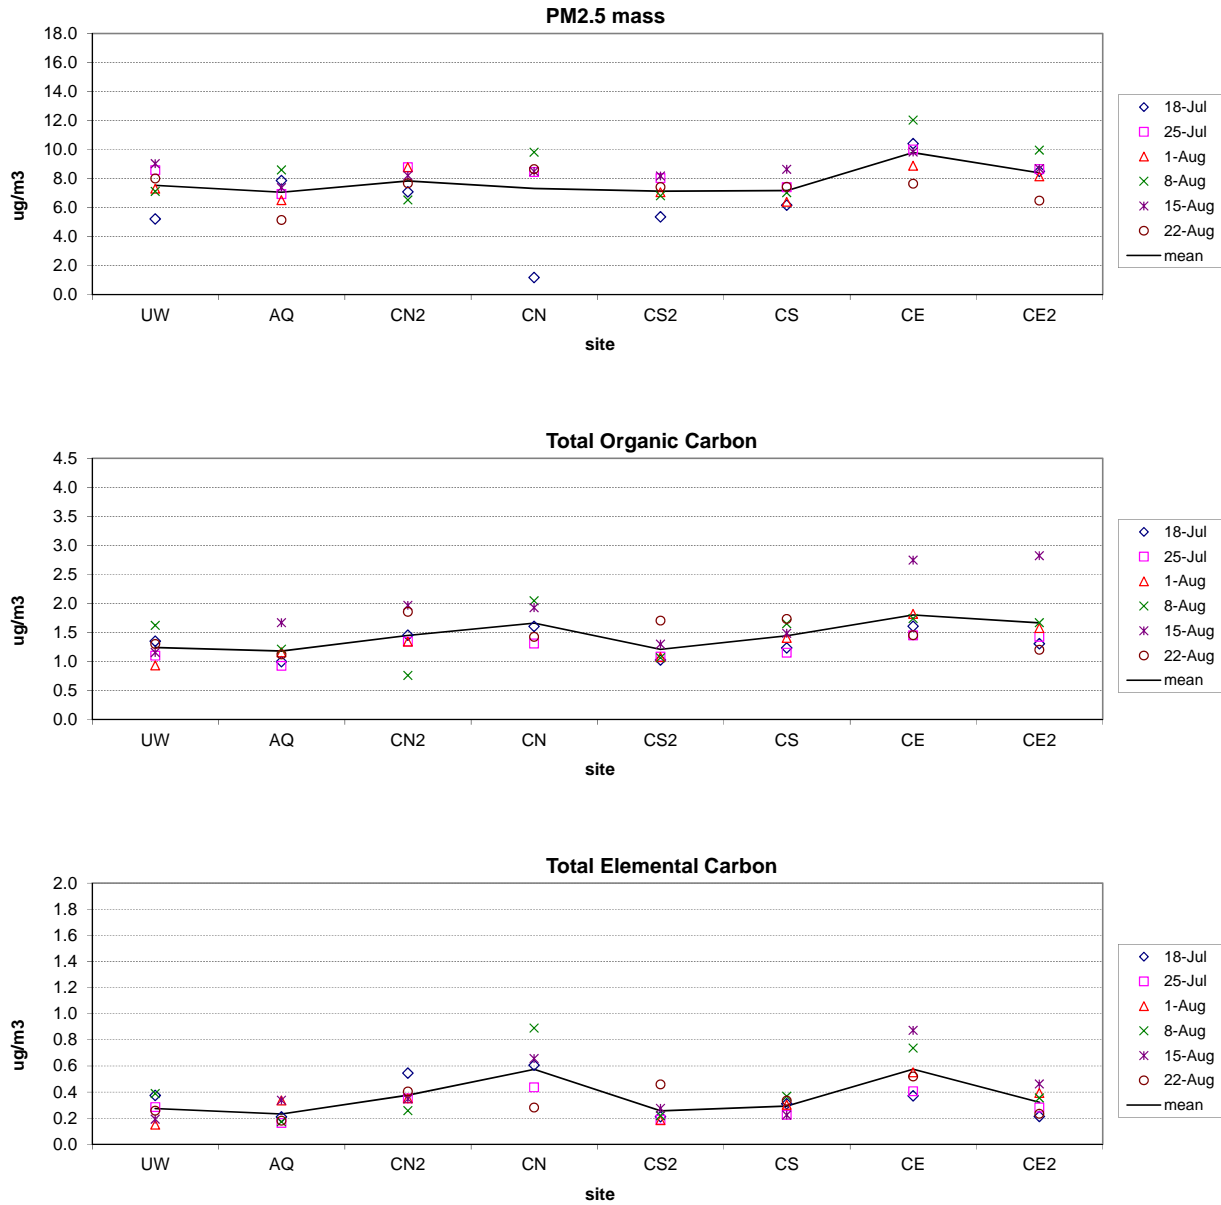 PM2.5 mass
18.0
16.0
14.0
12.0
10.0
8.0
6.0
4.0
2.0
0.0
ug/m3
UW AQ CN2 CN CS2 CS CE CE2
site
18-Jul
25-Jul
1-Aug
8-Aug
15-Aug
22-Aug
mean
Total Organic Carbon
4.5
4.0
3.5
3.0
2.5
2.0
1.5
1.0
0.5
0.0
ug/m3
UW AQ CN2 CN CS2 CS CE CE2
site
18-Jul
25-Jul
1-Aug
8-Aug
15-Aug
22-Aug
mean
Total Elemental Carbon
2.0
1.8
1.6
1.4
1.2
1.0
0.8
0.6
0.4
0.2
0.0
ug/m3
UW AQ CN2 CN CS2 CS CE CE2
site
18-Jul
25-Jul
1-Aug
8-Aug
15-Aug
22-Aug
mean